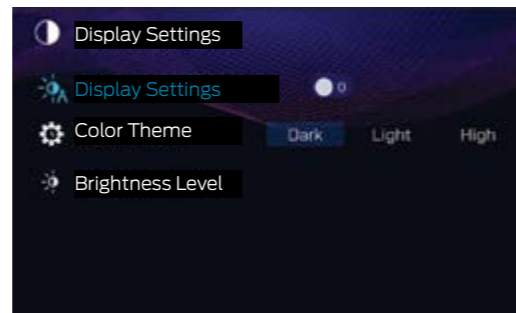 Display Settings
Display Settings 0
Color Theme Dark Light High
Brightness Level